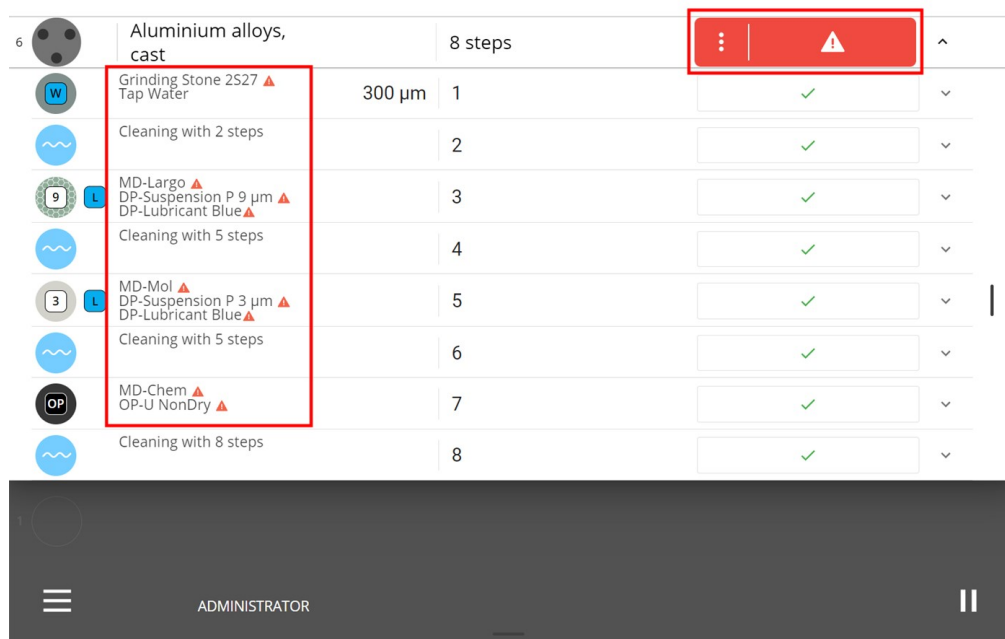 6
Aluminium alloys,
cast
8 steps
W
Grinding Stone 2S27
Tap Water
300 μm
1
Cleaning with 2 steps
2
9
L
MD-Largo
DP-Suspension P 9 μm
DP-Lubricant Blue
3
Cleaning with 5 steps
4
3
L
MD-Mol
DP-Suspension P 3 μm
DP-Lubricant Blue
5
Cleaning with 5 steps
6
OP
MD-Chem
OP-U NonDry
7
Cleaning with 8 steps
8
1
ADMINISTRATOR